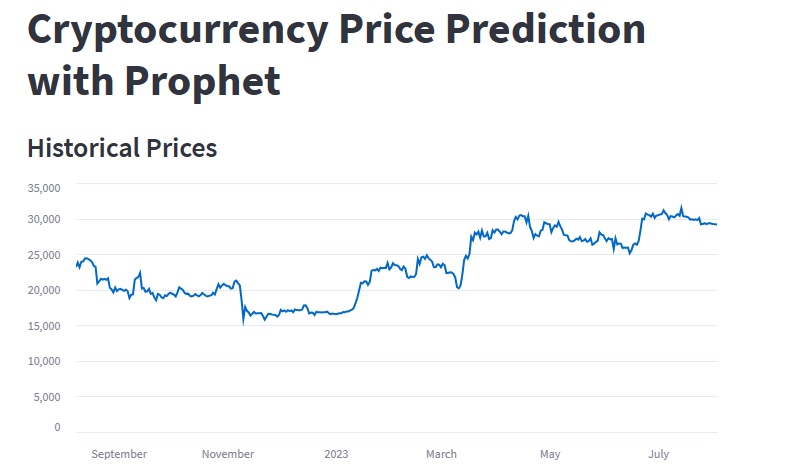 Cryptocurrency Price Prediction
with Prophet
Historical Prices
35,000
30,000
25,000
20,000
15,000
10,000
5,000
0
September November 2023 March May July